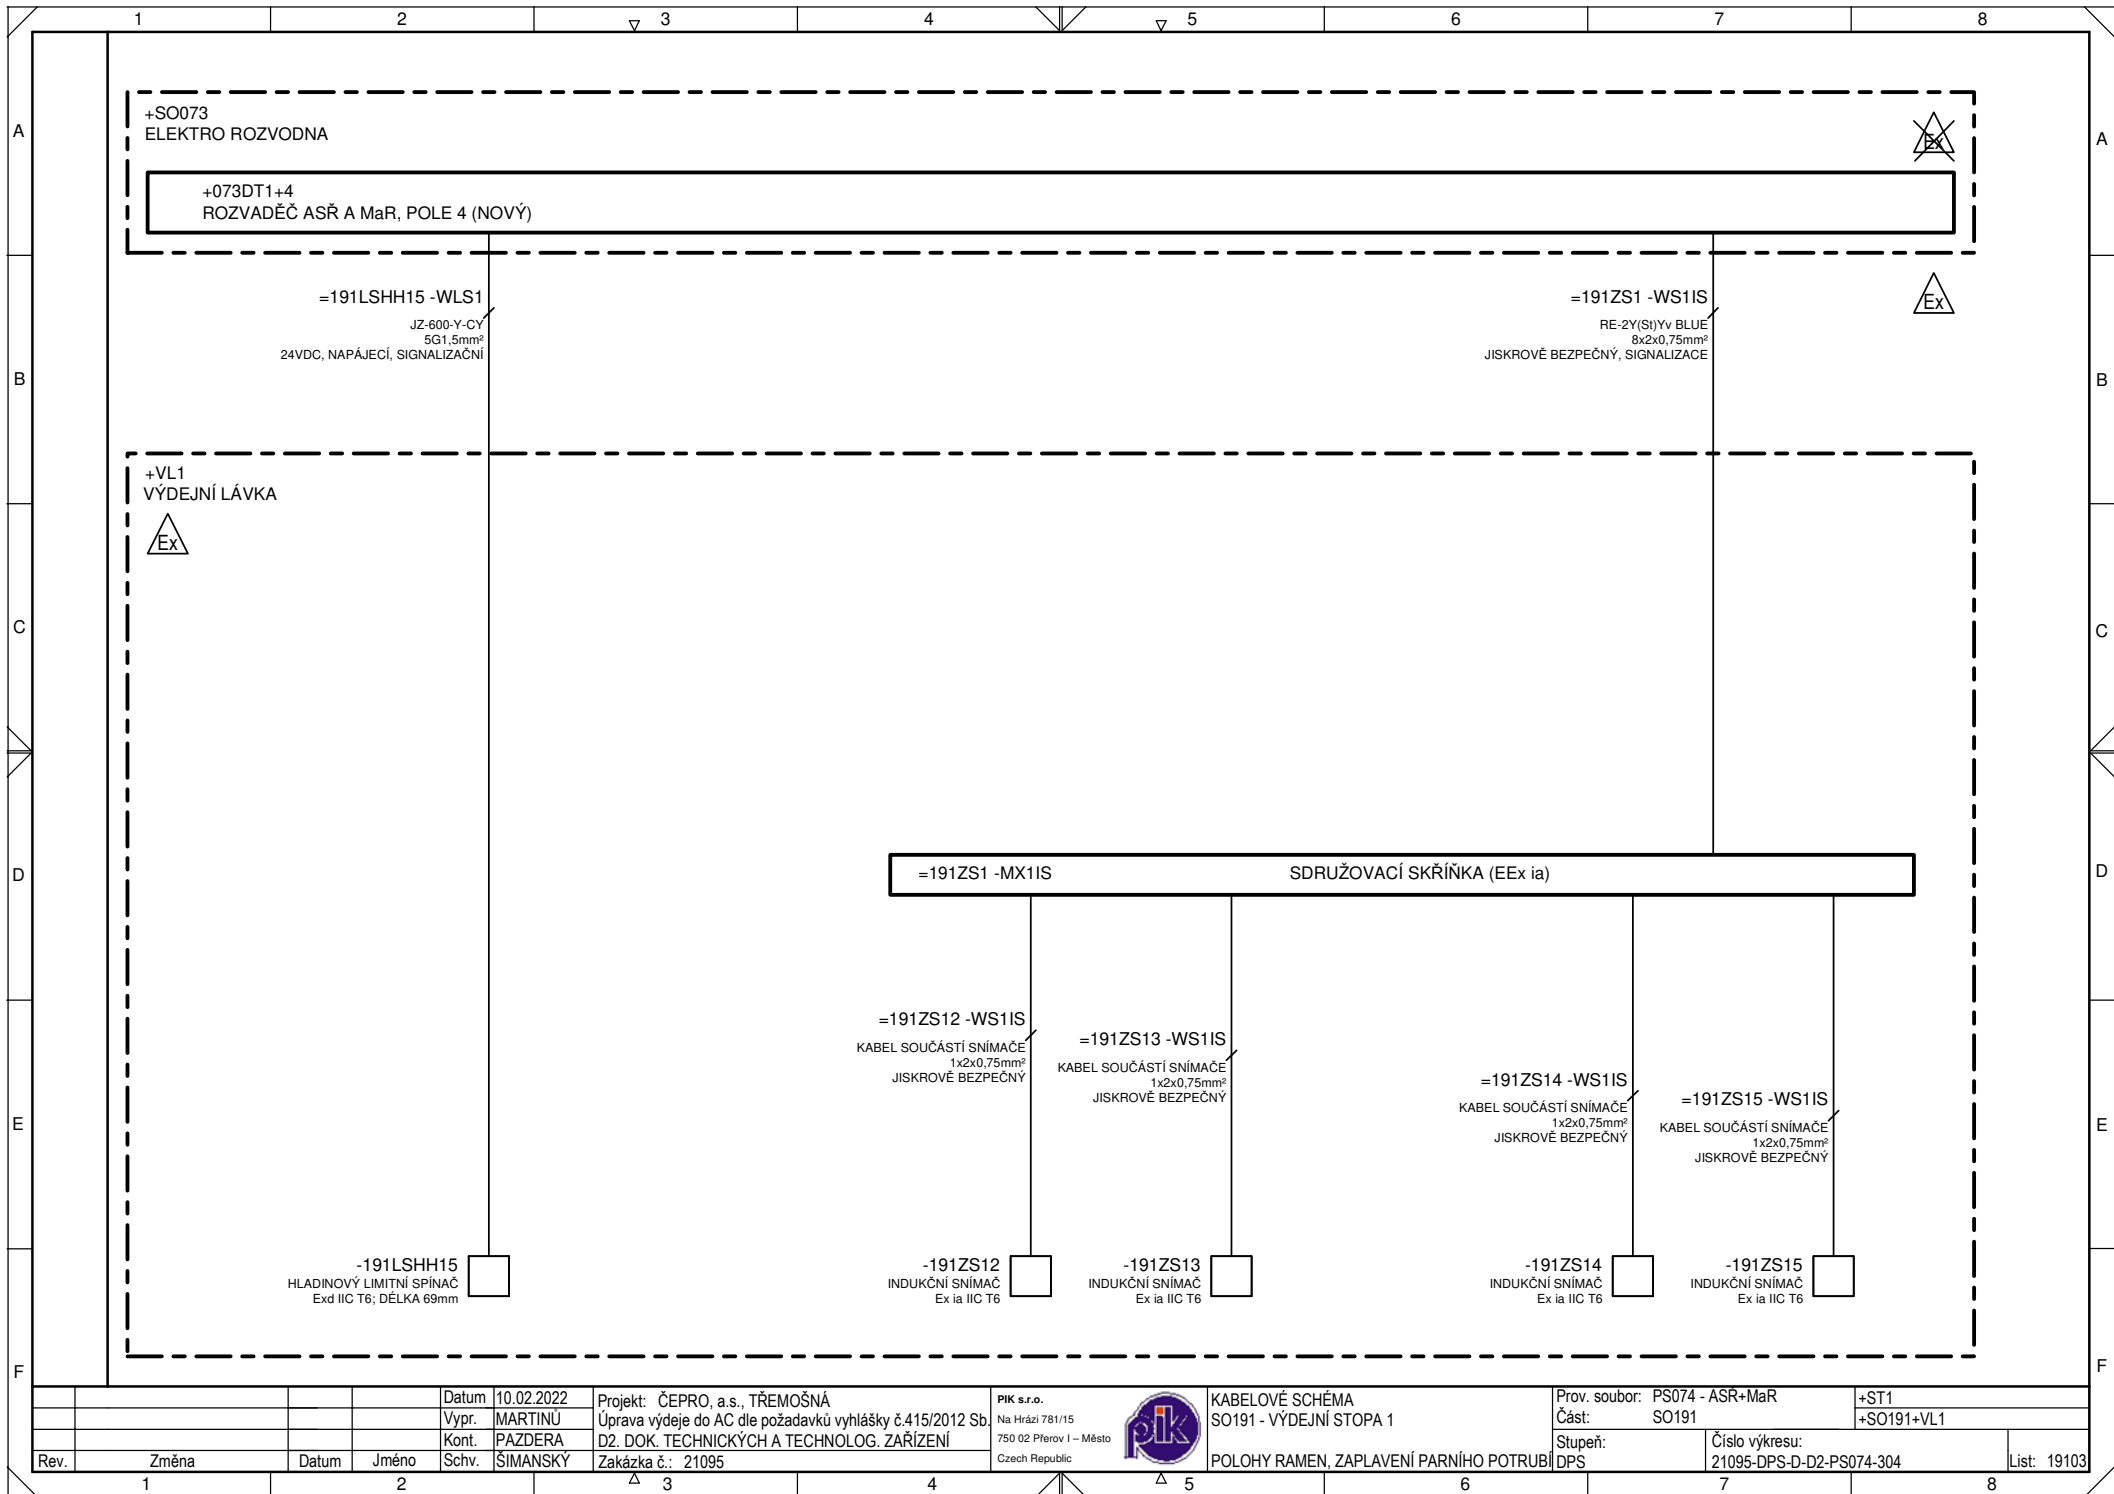 1 2 3 4 5 6 7 8
A A
+SO073
ELEKTRO ROZVODNA
Ex
+073DT1+4
ROZVADĚČ ASŘ A MaR, POLE 4 (NOVÝ)
=191LSHH15 -WLS1
JZ-600-Y-CY
5G1,5mm²
24VDC, NAPÁJECÍ, SIGNALIZAČNÍ
=191ZS1 -WS1IS
RE-2Y(St)Yv BLUE
8x2x0,75mm²
JISKROVĚ BEZPEČNÝ, SIGNALIZACE
Ex
B B
+VL1
VÝDEJNÍ LÁVKA
Ex
C C
D D
=191ZS1 -MX1IS SDRUŽOVACÍ SKŘÍŇKA (EEx ia)
=191ZS12 -WS1IS
KABEL SOUČÁSTÍ SNÍMAČE
1x2x0,75mm²
JISKROVĚ BEZPEČNÝ
=191ZS13 -WS1IS
KABEL SOUČÁSTÍ SNÍMAČE
1x2x0,75mm²
JISKROVĚ BEZPEČNÝ
=191ZS14 -WS1IS
KABEL SOUČÁSTÍ SNÍMAČE
1x2x0,75mm²
JISKROVĚ BEZPEČNÝ
=191ZS15 -WS1IS
KABEL SOUČÁSTÍ SNÍMAČE
1x2x0,75mm²
JISKROVĚ BEZPEČNÝ
E E
-191LSHH15
HLADINOVÝ LIMITNÍ SPÍNAČ
Exd IIC T6; DÉLKA 69mm
-191ZS12
INDUKČNÍ SNÍMAČ
Ex ia IIC T6
-191ZS13
INDUKČNÍ SNÍMAČ
Ex ia IIC T6
-191ZS14
INDUKČNÍ SNÍMAČ
Ex ia IIC T6
-191ZS15
INDUKČNÍ SNÍMAČ
Ex ia IIC T6
F F
Rev. Změna Datum Jméno
Datum 10.02.2022
Vypr. MARTINŮ
Kont. PAZDERA
Schv. ŠIMANSKÝ
Projekt: ČEPRO, a.s., TŘEMOŠNÁ
Úprava výdeje do AC dle požadavků vyhlášky č.415/2012 Sb.
D2. DOK. TECHNICKÝCH A TECHNOLOG. ZAŘÍZENÍ
Zakázka č.: 21095
PIK s.r.o.
Na Hrázi 781/15
750 02 Přerov I – Město
Czech Republic
pik
KABELOVÉ SCHÉMA
SO191 - VÝDEJNÍ STOPA 1
POLOHY RAMEN, ZAPLAVENÍ PARNÍHO POTRUBÍ
Prov. soubor: PS074 - ASŘ+MaR
Část: SO191
+ST1
+SO191+VL1
Stupeň:
DPS
Číslo výkresu:
21095-DPS-D-D2-PS074-304
List: 19103
1 2 3 4 5 6 7 8